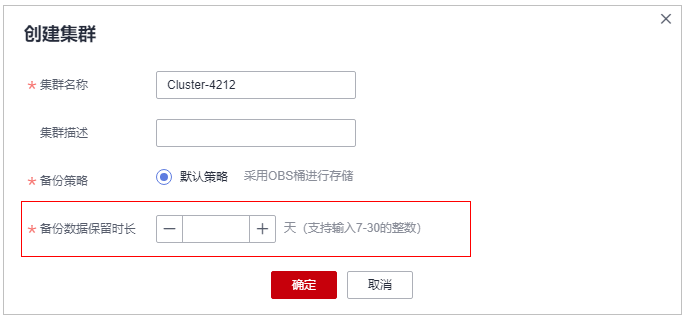 创建集群
* 集群名称 Cluster-4212
集群描述
* 备份策略 默认策略 采用OBS桶进行存储
* 备份数据保留时长 — + 天（支持输入7-30的整数）
确定 取消